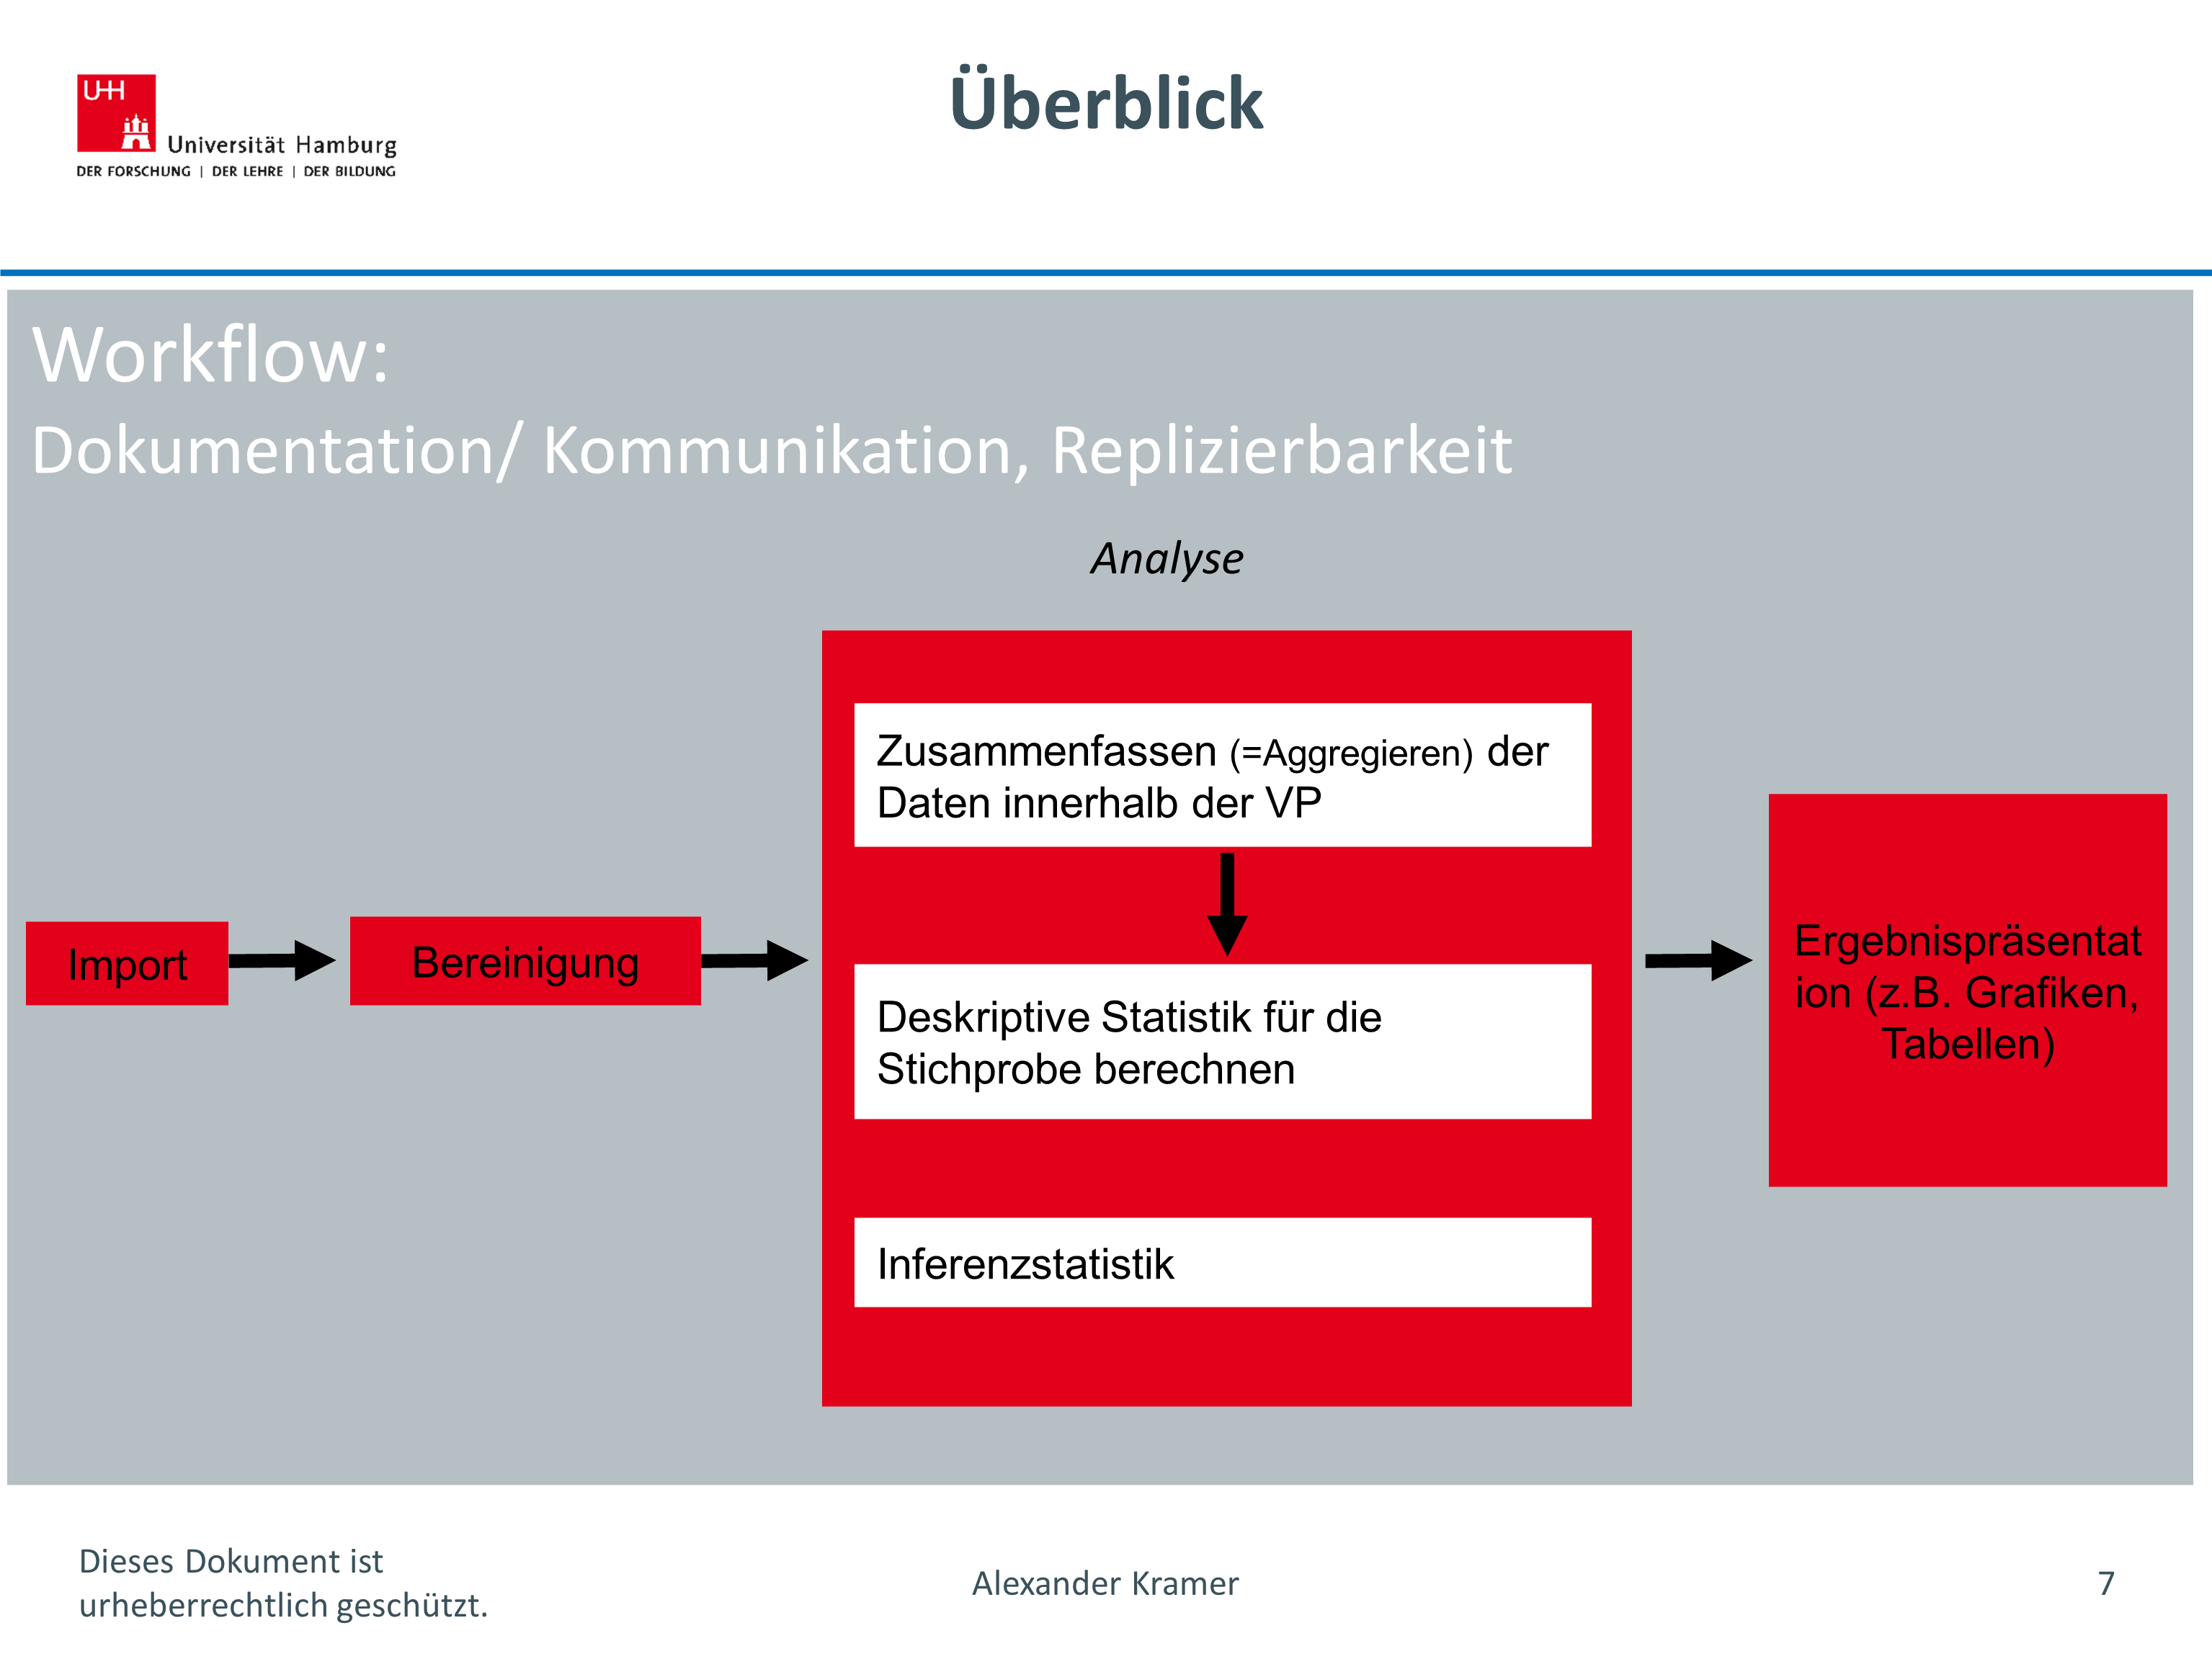 Überblick
UHH
Universität Hamburg
DER FORSCHUNG | DER LEHRE | DER BILDUNG
Workflow:
Dokumentation/ Kommunikation, Replizierbarkeit
Analyse
Import
Bereinigung
Zusammenfassen (=Aggregieren) der
Daten innerhalb der VP
Deskriptive Statistik für die
Stichprobe berechnen
Inferenzstatistik
Ergebnispräsentat
ion (z.B. Grafiken,
Tabellen)
Dieses Dokument ist
urheberrechtlich geschützt.
Alexander Kramer
7